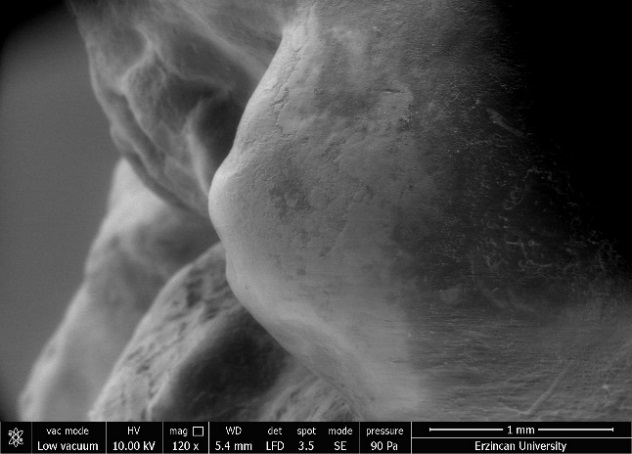 vac mode HV mag WD det spot mode pressure 1 mm
Low vacuum 10.00 kV 120 x 5.4 mm LFD 3.5 SE 90 Pa Erzincan University